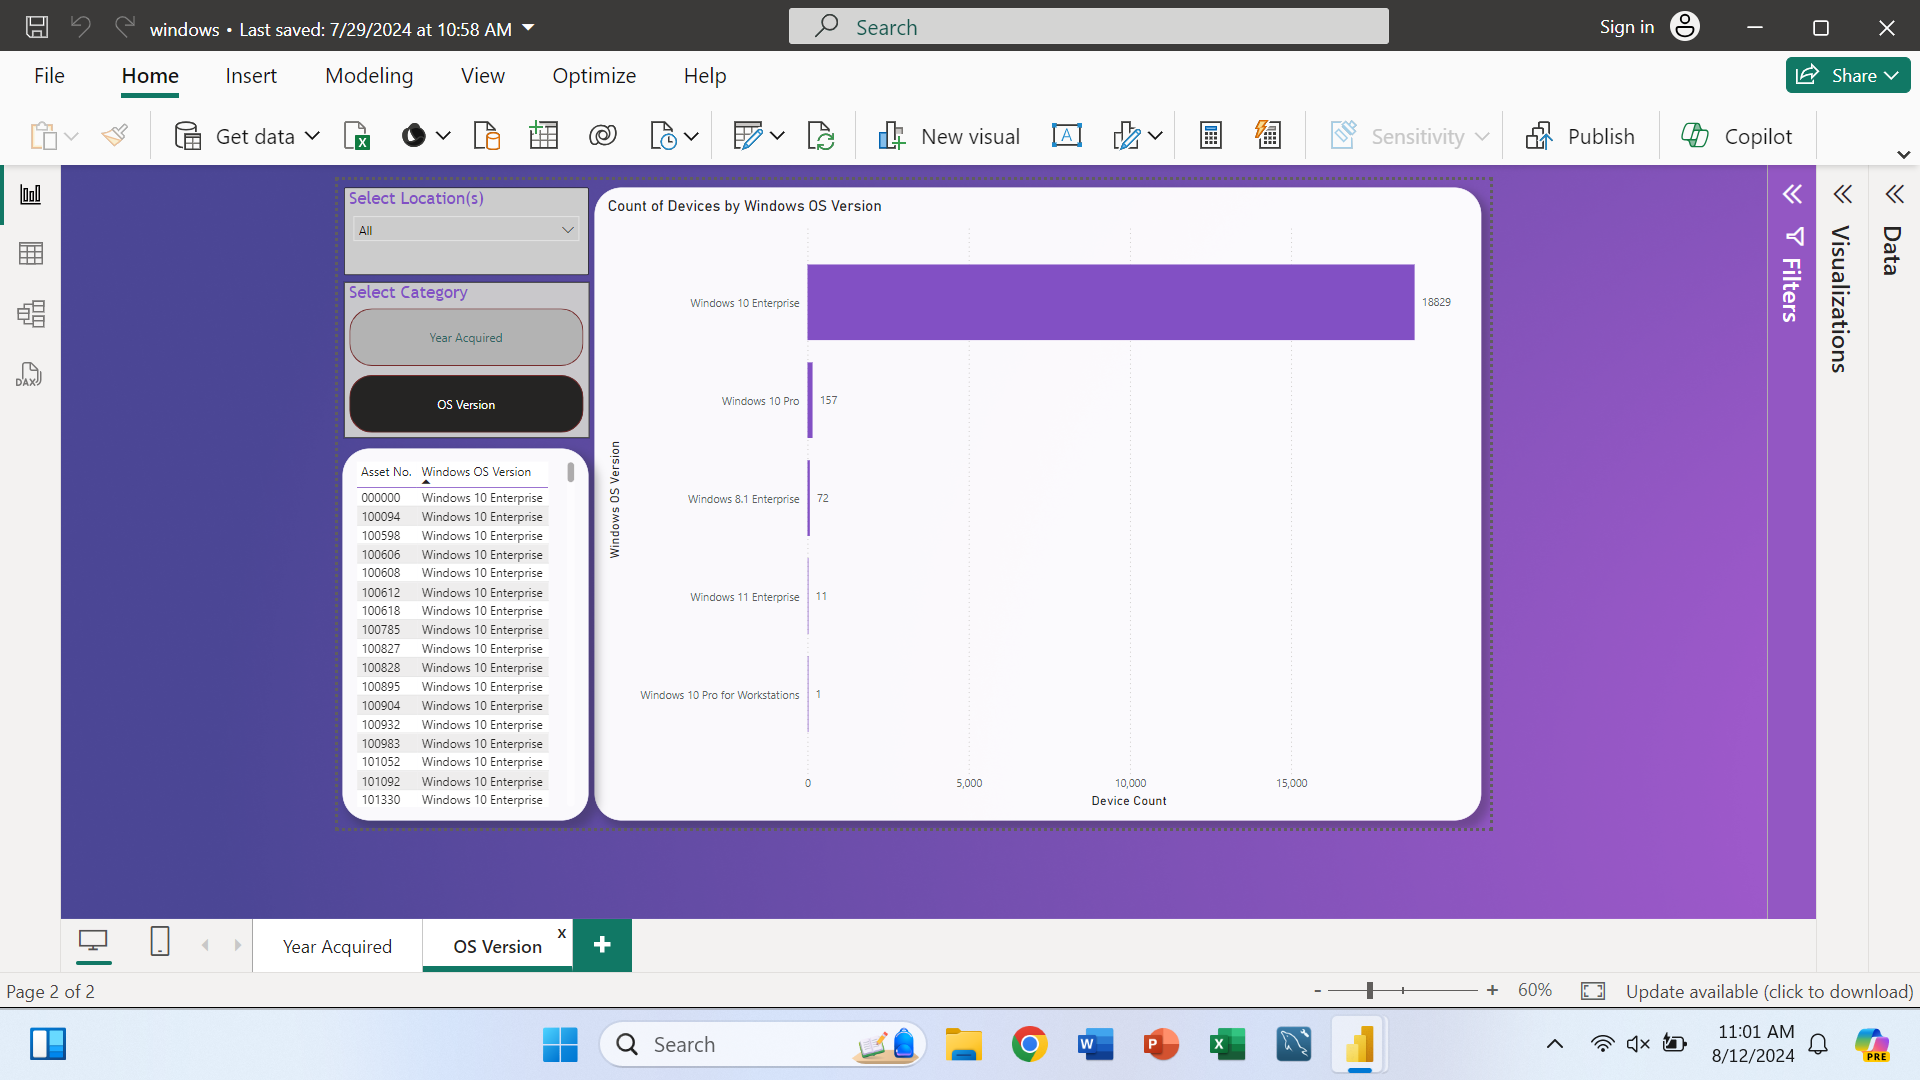 windows • Last saved: 7/29/2024 at 10:58 AM
Search
Sign in
File
Home
Insert
Modeling
View
Optimize
Help
Share
Get data
New visual
Sensitivity
Publish
Copilot
DAX
Select Location(s)
All
Select Category
Year Acquired
OS Version
Asset No. Windows OS Version
000000 Windows 10 Enterprise
100094 Windows 10 Enterprise
100598 Windows 10 Enterprise
100606 Windows 10 Enterprise
100608 Windows 10 Enterprise
100612 Windows 10 Enterprise
100618 Windows 10 Enterprise
100785 Windows 10 Enterprise
100827 Windows 10 Enterprise
100828 Windows 10 Enterprise
100895 Windows 10 Enterprise
100904 Windows 10 Enterprise
100932 Windows 10 Enterprise
100983 Windows 10 Enterprise
101052 Windows 10 Enterprise
101092 Windows 10 Enterprise
101330 Windows 10 Enterprise
Count of Devices by Windows OS Version
Windows OS Version
Windows 10 Enterprise 18829
Windows 10 Pro 157
Windows 8.1 Enterprise 72
Windows 11 Enterprise 11
Windows 10 Pro for Workstations 1
0 5,000 10,000 15,000
Device Count
Filters
Visualizations
Data
Year Acquired
OS Version x
Page 2 of 2
- + 60%
Update available (click to download)
Search
W
P
X
11:01 AM
8/12/2024
PRE